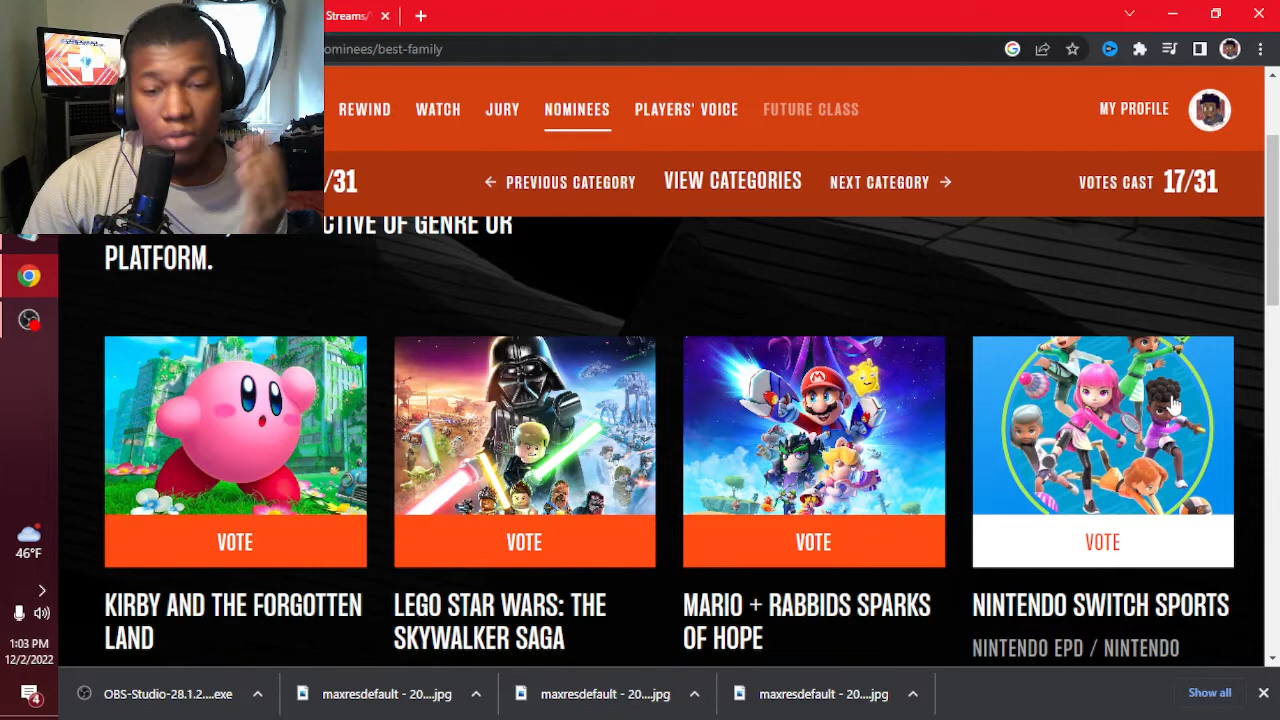 Streams/
ominees/best-family
REWIND
WATCH
JURY
NOMINEES
PLAYERS' VOICE
FUTURE CLASS
MY PROFILE
/31
← PREVIOUS CATEGORY
VIEW CATEGORIES
NEXT CATEGORY →
VOTES CAST 17/31
CTIVE OF GENRE OR
PLATFORM.
VOTE
VOTE
VOTE
VOTE
KIRBY AND THE FORGOTTEN
LAND
LEGO STAR WARS: THE
SKYWALKER SAGA
MARIO + RABBIDS SPARKS
OF HOPE
NINTENDO SWITCH SPORTS
NINTENDO EPD / NINTENDO
46°F
1:03 PM
12/2/2022
4
OBS-Studio-28.1.2....exe
maxresdefault - 20....jpg
maxresdefault - 20....jpg
maxresdefault - 20....jpg
Show all